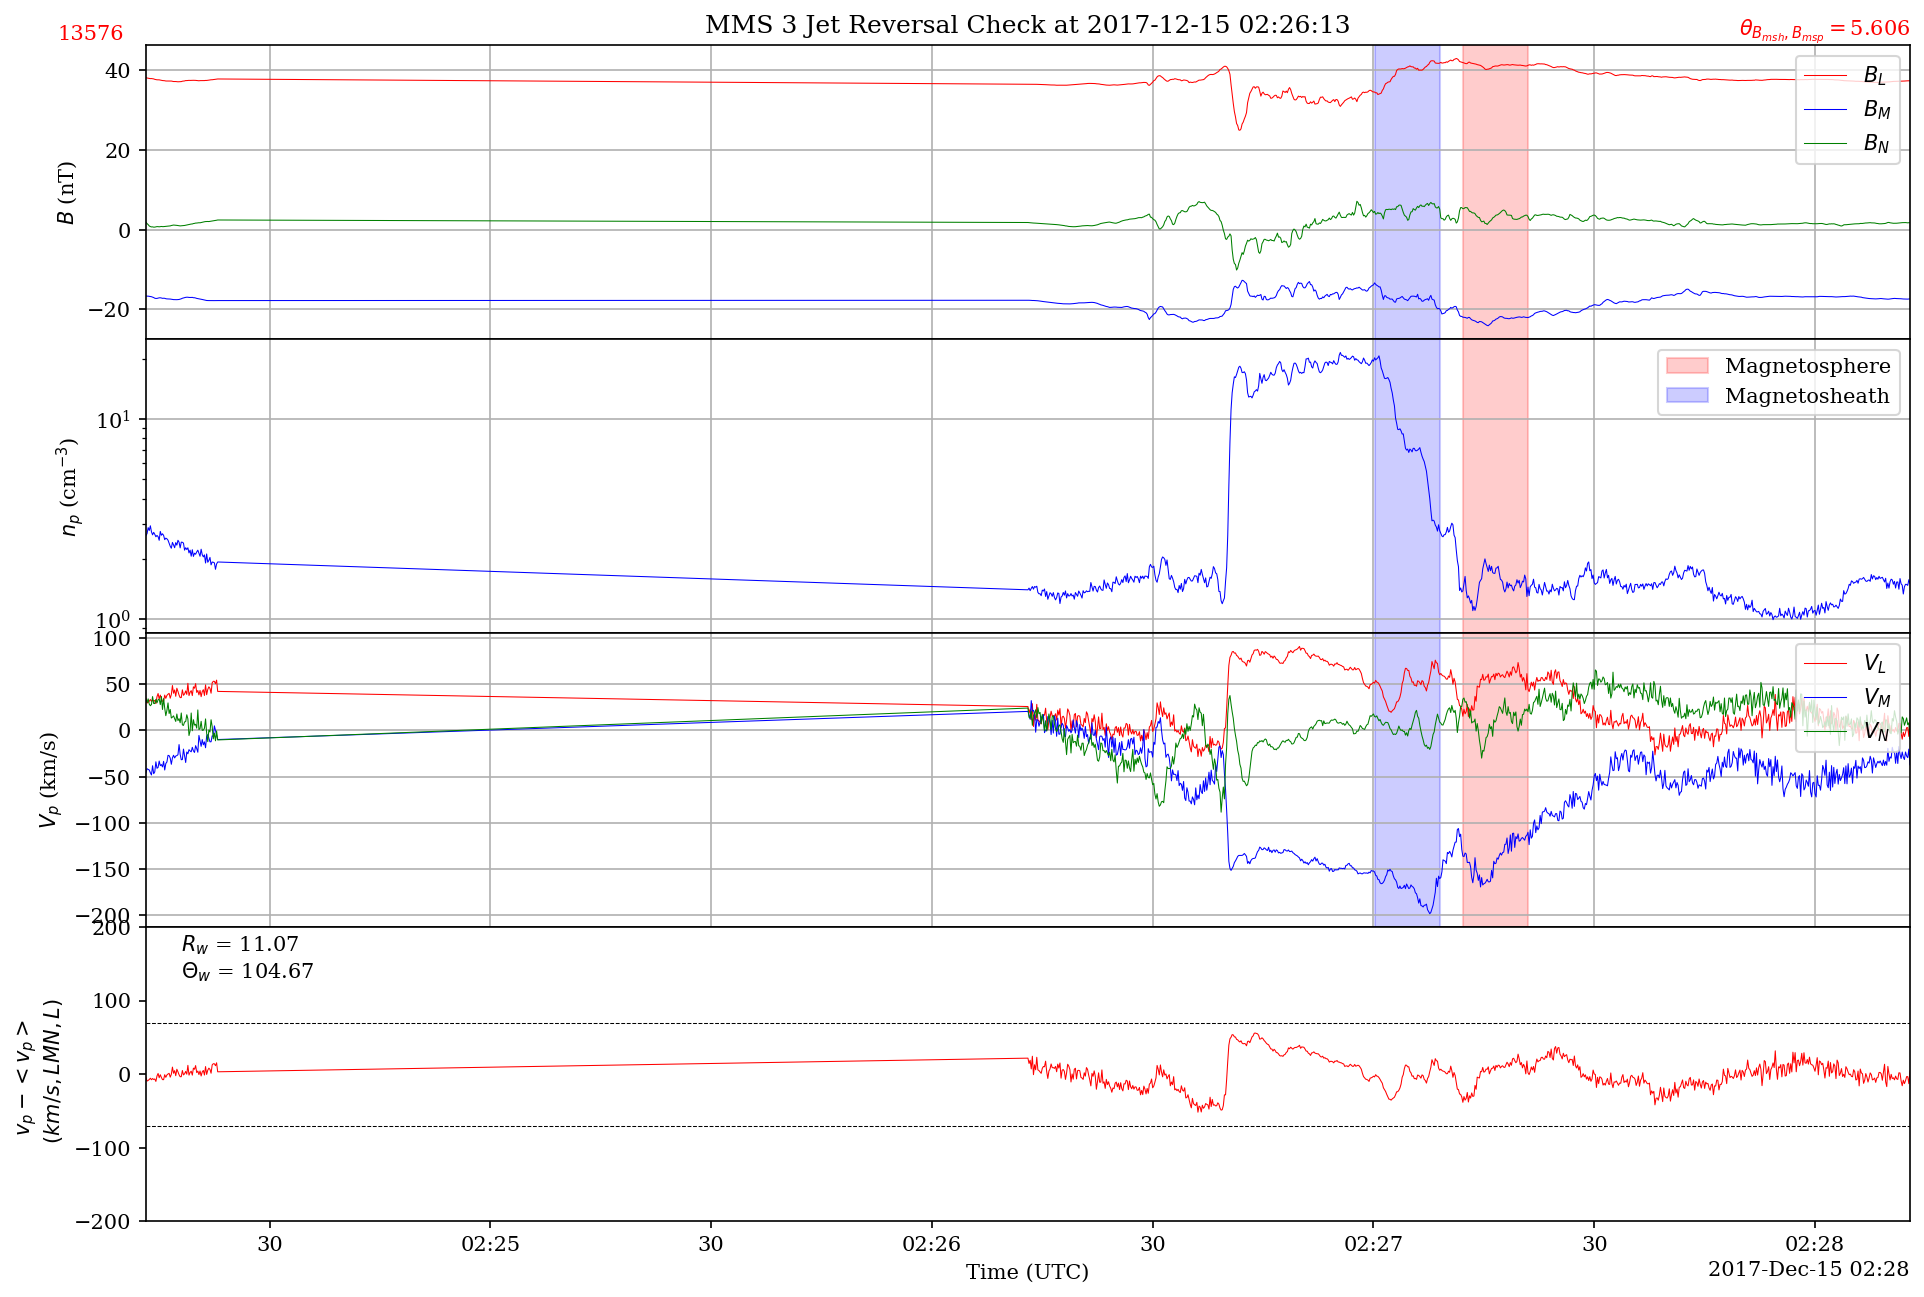 MMS 3 Jet Reversal Check at 2017-12-15 02:26:13
13576
θ_{B_{msh}, B_{msp}} = 5.606
40
20
0
−20
B (nT)
B_L
B_M
B_N
10^1
10^0
n_p (cm^{−3})
Magnetosphere
Magnetosheath
100
50
0
−50
−100
−150
−200
V_p (km/s)
V_L
V_M
V_N
200
100
0
−100
−200
v_p − <v_p>
(km/s, LMN, L)
R_w = 11.07
Θ_w = 104.67
30 02:25 30 02:26 30 02:27 30 02:28
Time (UTC)
2017-Dec-15 02:28